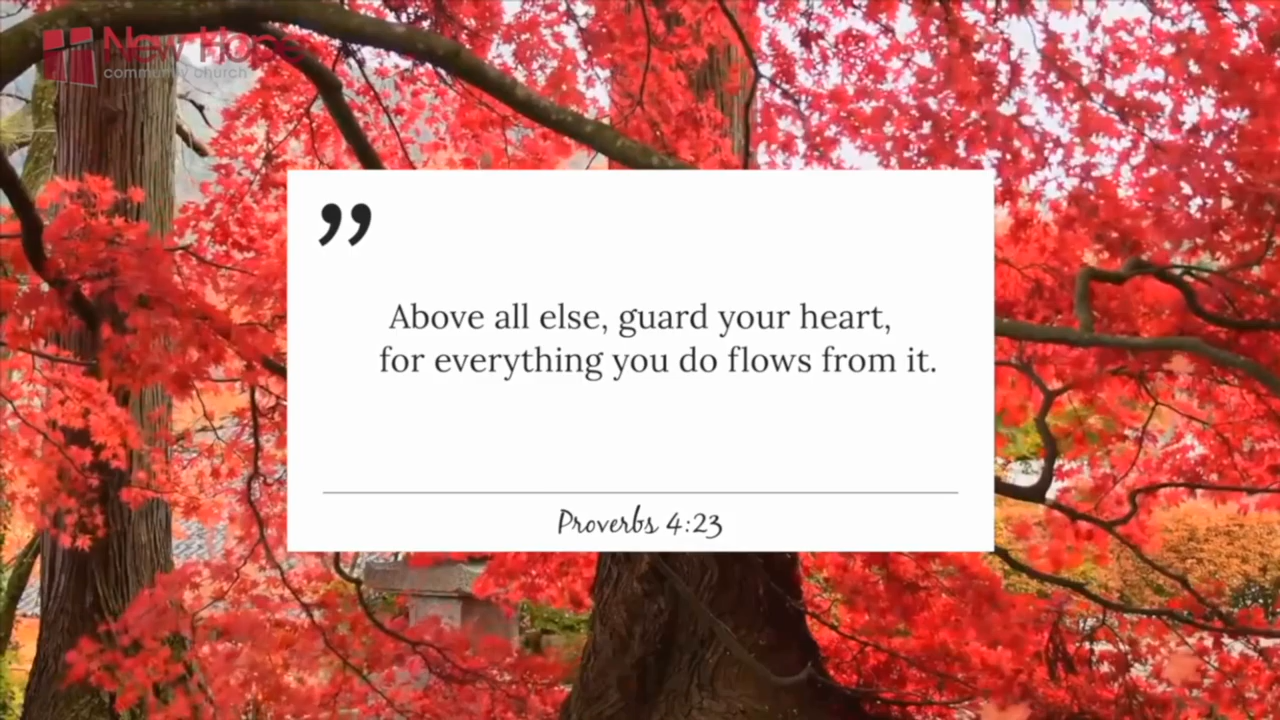 New Hope
community church
”
Above all else, guard your heart,
for everything you do flows from it.
Proverbs 4:23